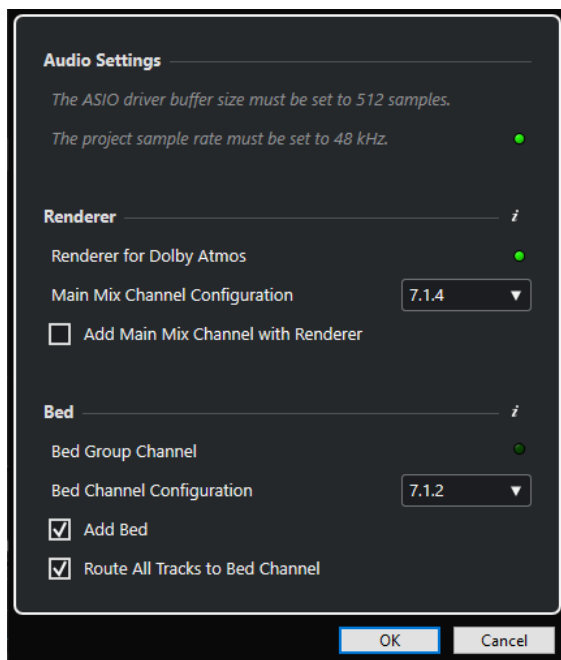 Audio Settings
The ASIO driver buffer size must be set to 512 samples.
The project sample rate must be set to 48 kHz.
Renderer i
Renderer for Dolby Atmos
Main Mix Channel Configuration 7.1.4
Add Main Mix Channel with Renderer
Bed i
Bed Group Channel
Bed Channel Configuration 7.1.2
Add Bed
Route All Tracks to Bed Channel
OK Cancel